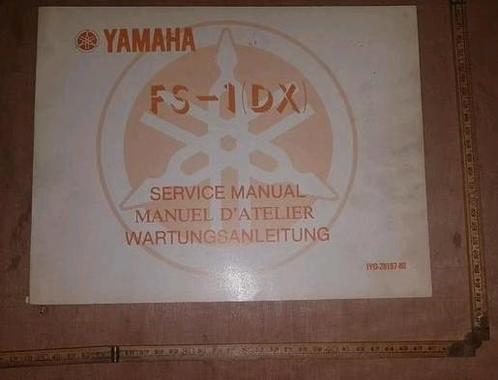 YAMAHA
FS-1(DX)
SERVICE MANUAL
MANUEL D'ATELIER
WARTUNGSANLEITUNG